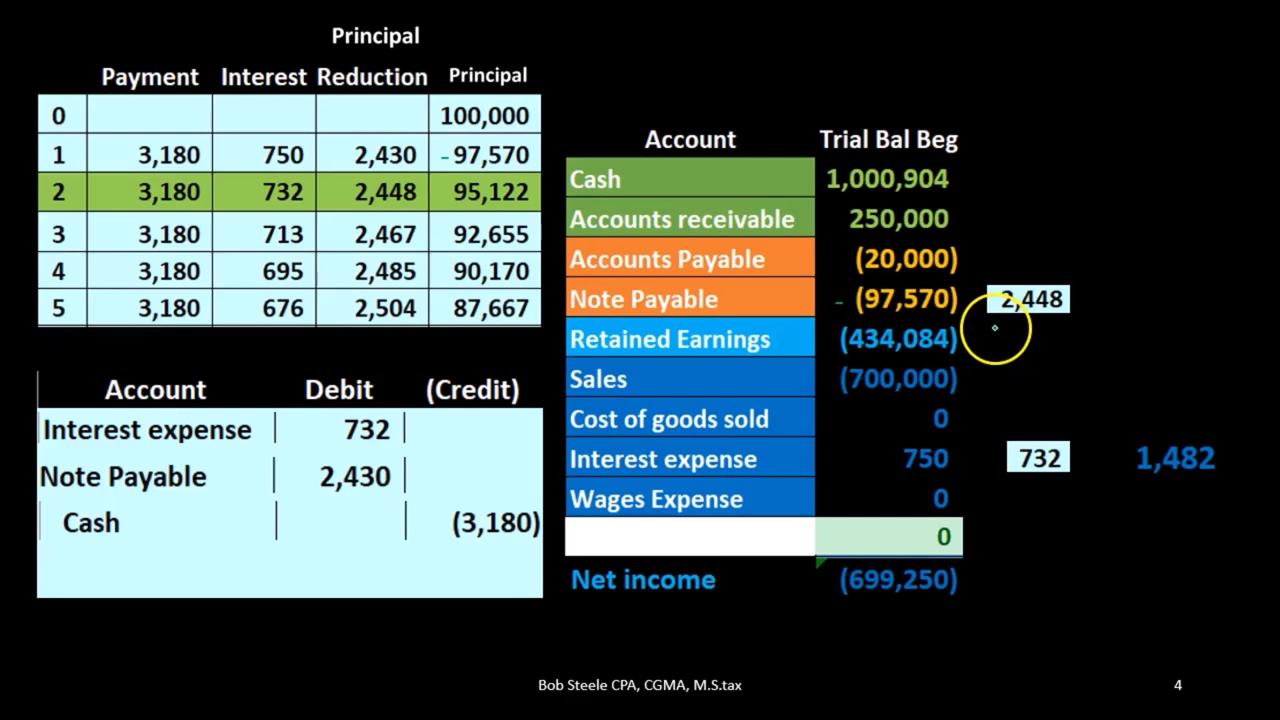 Principal
Payment Interest Reduction Principal
0 100,000
1 3,180 750 2,430 - 97,570
2 3,180 732 2,448 95,122
3 3,180 713 2,467 92,655
4 3,180 695 2,485 90,170
5 3,180 676 2,504 87,667
Account Debit (Credit)
Interest expense 732
Note Payable 2,430
Cash (3,180)
Account Trial Bal Beg
Cash 1,000,904
Accounts receivable 250,000
Accounts Payable (20,000)
Note Payable - (97,570) 2,448
Retained Earnings (434,084)
Sales (700,000)
Cost of goods sold 0
Interest expense 750 732 1,482
Wages Expense 0
0
Net income (699,250)
Bob Steele CPA, CGMA, M.S.tax 4